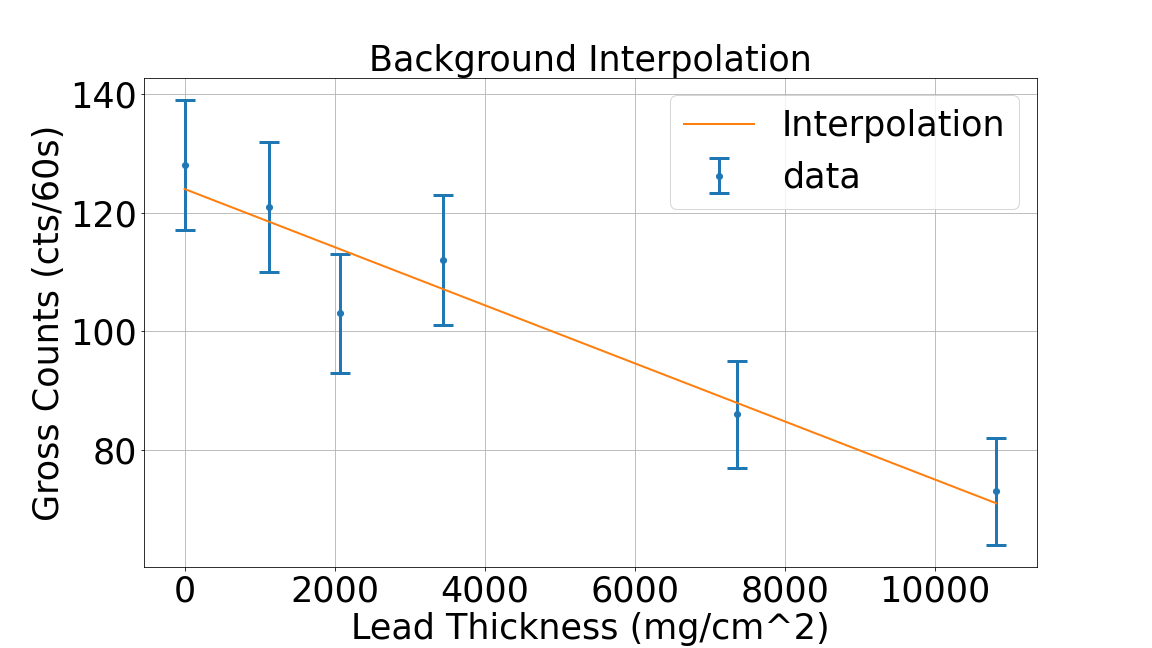 Background Interpolation
Gross Counts (cts/60s)
140
120
100
80
Interpolation
data
0 2000 4000 6000 8000 10000
Lead Thickness (mg/cm^2)